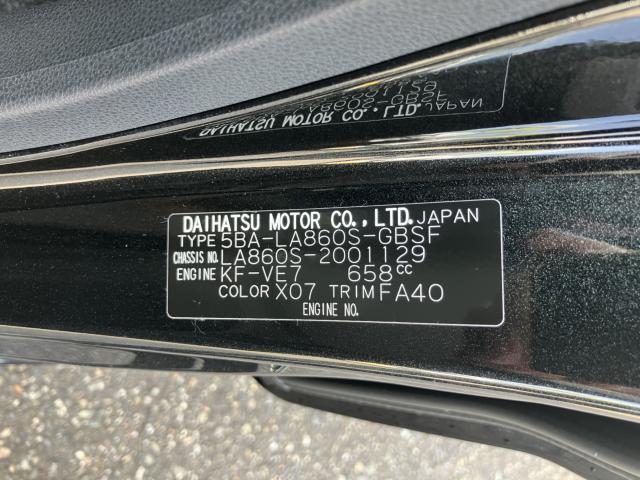 DAIHATSU MOTOR CO., LTD. JAPAN
TYPE 5BA-LA860S-GBSF
CHASSIS NO. LA860S-2001129
ENGINE KF-VE7 658cc
COLOR X07 TRIM FA40
ENGINE NO.